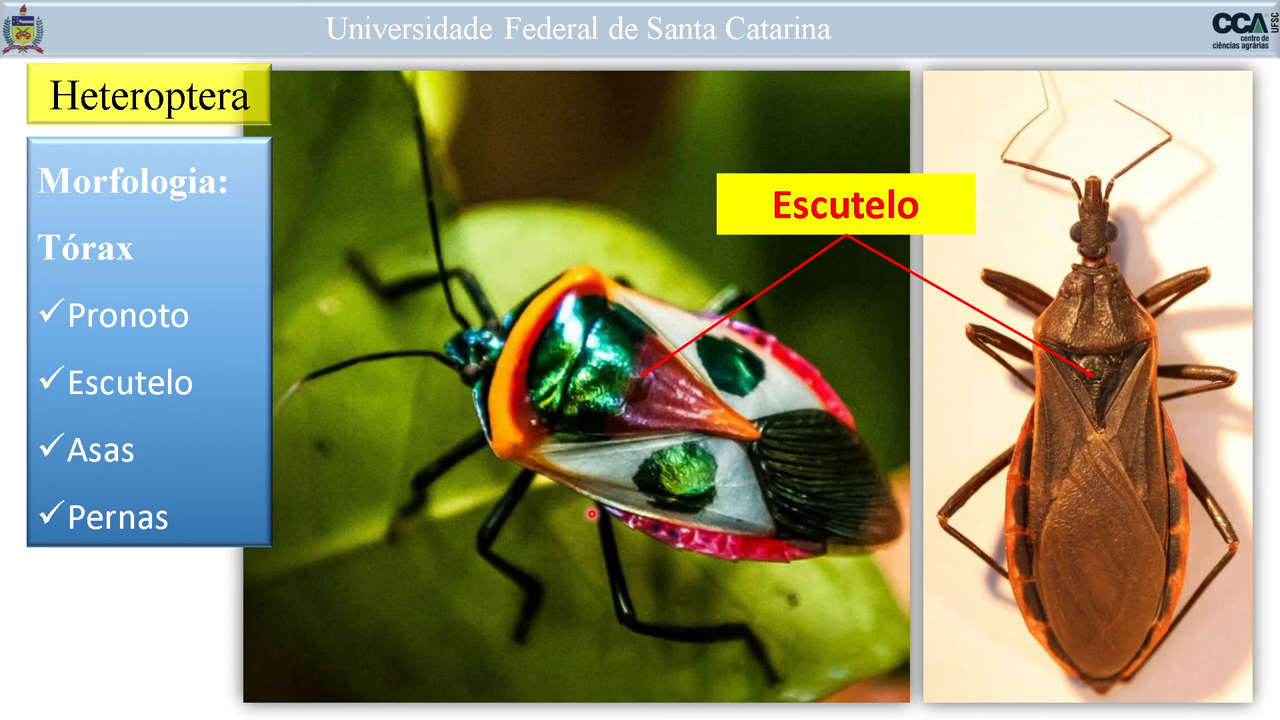 Universidade Federal de Santa Catarina
CCA
UFSC
centro de
ciências agrárias
Heteroptera
Morfologia:
Tórax
✓Pronoto
✓Escutelo
✓Asas
✓Pernas
Escutelo